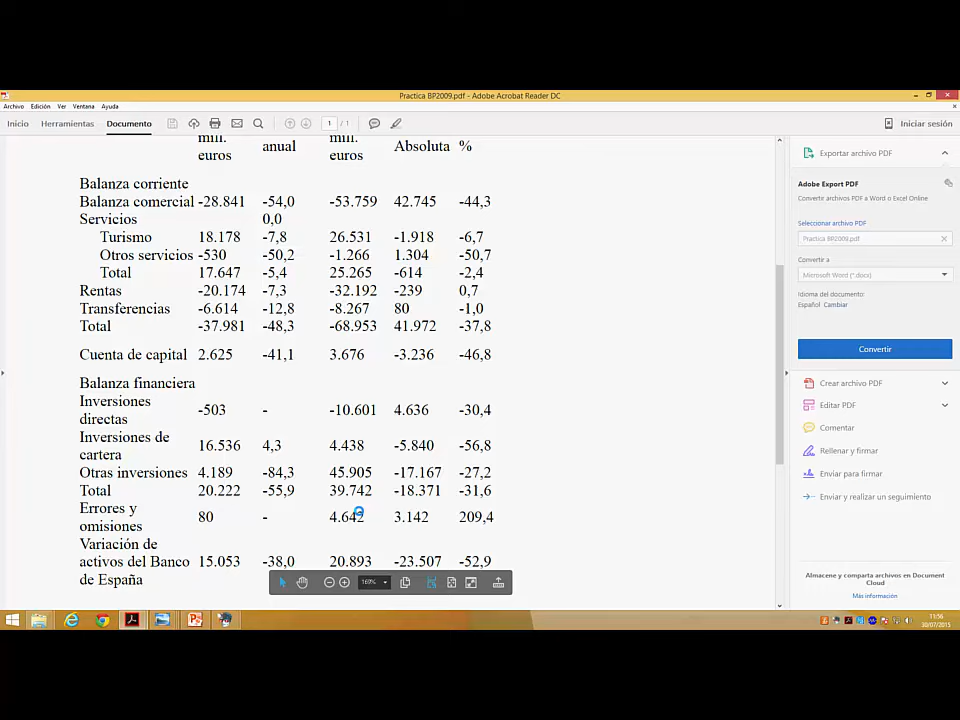 Practica BP2009.pdf - Adobe Acrobat Reader DC
Archivo Edición Ver Ventana Ayuda
Inicio Herramientas Documento 1 / 1 Iniciar sesión
mill. euros anual mill. euros Absoluta %
Balanza corriente
Balanza comercial -28.841 -54,0 -53.759 42.745 -44,3
Servicios 0,0
Turismo 18.178 -7,8 26.531 -1.918 -6,7
Otros servicios -530 -50,2 -1.266 1.304 -50,7
Total 17.647 -5,4 25.265 -614 -2,4
Rentas -20.174 -7,3 -32.192 -239 0,7
Transferencias -6.614 -12,8 -8.267 80 -1,0
Total -37.981 -48,3 -68.953 41.972 -37,8
Cuenta de capital 2.625 -41,1 3.676 -3.236 -46,8
Balanza financiera
Inversiones
directas -503 - -10.601 4.636 -30,4
Inversiones de
cartera 16.536 4,3 4.438 -5.840 -56,8
Otras inversiones 4.189 -84,3 45.905 -17.167 -27,2
Total 20.222 -55,9 39.742 -18.371 -31,6
Errores y
omisiones 80 - 4.642 3.142 209,4
Variación de
activos del Banco 15.053 -38,0 20.893 -23.507 -52,9
de España
169%
Exportar archivo PDF
Adobe Export PDF
Convertir archivos PDF a Word o Excel Online
Seleccionar archivo PDF
Practica BP2009.pdf
Convertir a
Microsoft Word (*.docx)
Idioma del documento:
Español Cambiar
Convertir
Crear archivo PDF
Editar PDF
Comentar
Rellenar y firmar
Enviar para firmar
Enviar y realizar un seguimiento
Almacene y comparta archivos en Document
Cloud
Más información
11:56
30/07/2015